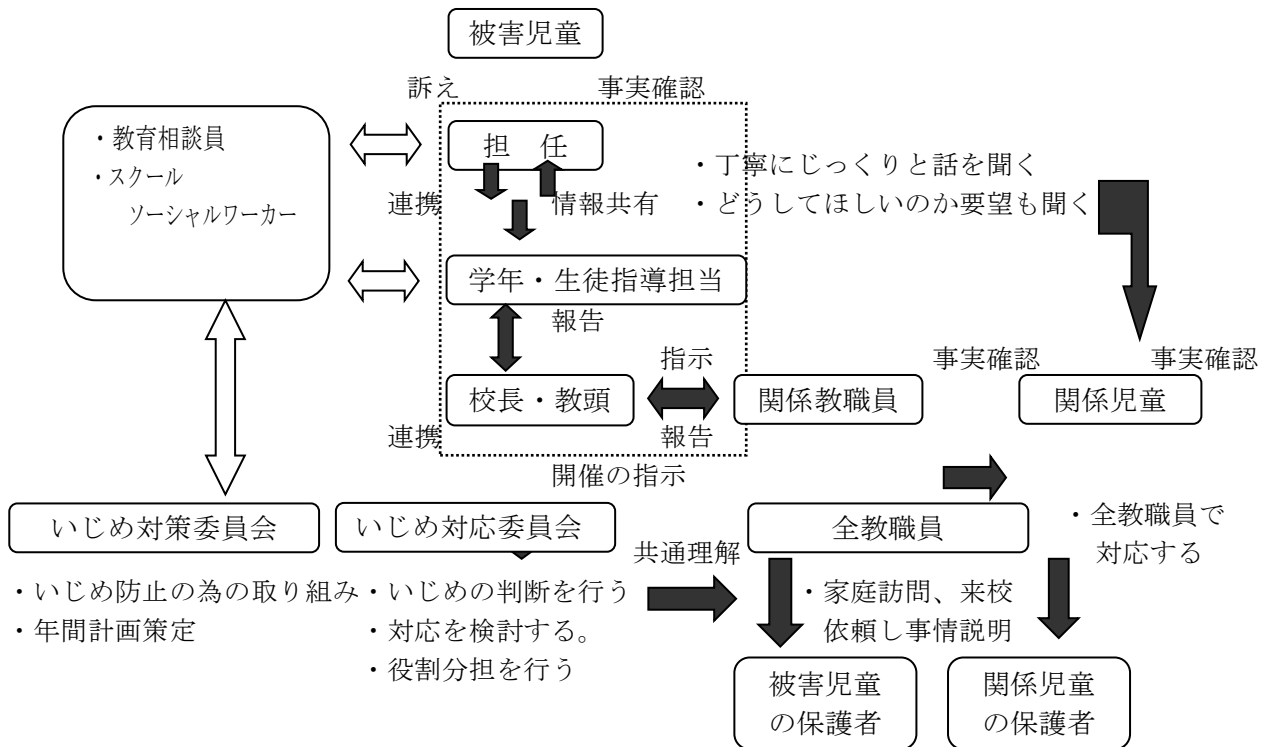 被害児童
訴え
事実確認
・教育相談員
・スクール
ソーシャルワーカー
担　任
・丁寧にじっくりと話を聞く
連携
情報共有
・どうしてほしいのか要望も聞く
学年・生徒指導担当
報告
指示
事実確認
事実確認
校長・教頭
関係教職員
関係児童
連携
報告
開催の指示
いじめ対策委員会
いじめ対応委員会
全教職員
・全教職員で
対応する
共通理解
・いじめ防止の為の取り組み
・年間計画策定
・いじめの判断を行う
・対応を検討する。
・役割分担を行う
・家庭訪問、来校
依頼し事情説明
被害児童
の保護者
関係児童
の保護者